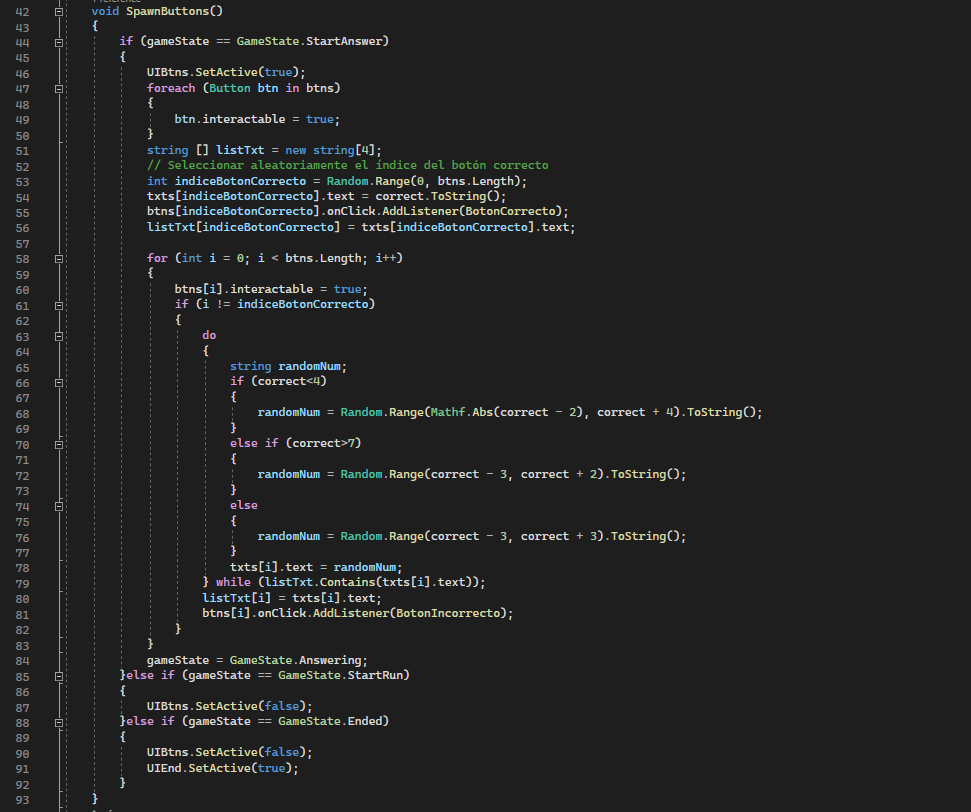 42 void SpawnButtons()
43 {
44 if (gameState == GameState.StartAnswer)
45 {
46 UIBtns.SetActive(true);
47 foreach (Button btn in btns)
48 {
49 btn.interactable = true;
50 }
51 string [] listTxt = new string[4];
52 // Seleccionar aleatoriamente el índice del botón correcto
53 int indiceBotonCorrecto = Random.Range(0, btns.Length);
54 txts[indiceBotonCorrecto].text = correct.ToString();
55 btns[indiceBotonCorrecto].onClick.AddListener(BotonCorrecto);
56 listTxt[indiceBotonCorrecto] = txts[indiceBotonCorrecto].text;
57
58 for (int i = 0; i < btns.Length; i++)
59 {
60 btns[i].interactable = true;
61 if (i != indiceBotonCorrecto)
62 {
63 do
64 {
65 string randomNum;
66 if (correct<4)
67 {
68 randomNum = Random.Range(Mathf.Abs(correct - 2), correct + 4).ToString();
69 }
70 else if (correct>7)
71 {
72 randomNum = Random.Range(correct - 3, correct + 2).ToString();
73 }
74 else
75 {
76 randomNum = Random.Range(correct - 3, correct + 3).ToString();
77 }
78 txts[i].text = randomNum;
79 } while (listTxt.Contains(txts[i].text));
80 listTxt[i] = txts[i].text;
81 btns[i].onClick.AddListener(BotonIncorrecto);
82 }
83 }
84 gameState = GameState.Answering;
85 }else if (gameState == GameState.StartRun)
86 {
87 UIBtns.SetActive(false);
88 }else if (gameState == GameState.Ended)
89 {
90 UIBtns.SetActive(false);
91 UIEnd.SetActive(true);
92 }
93 }